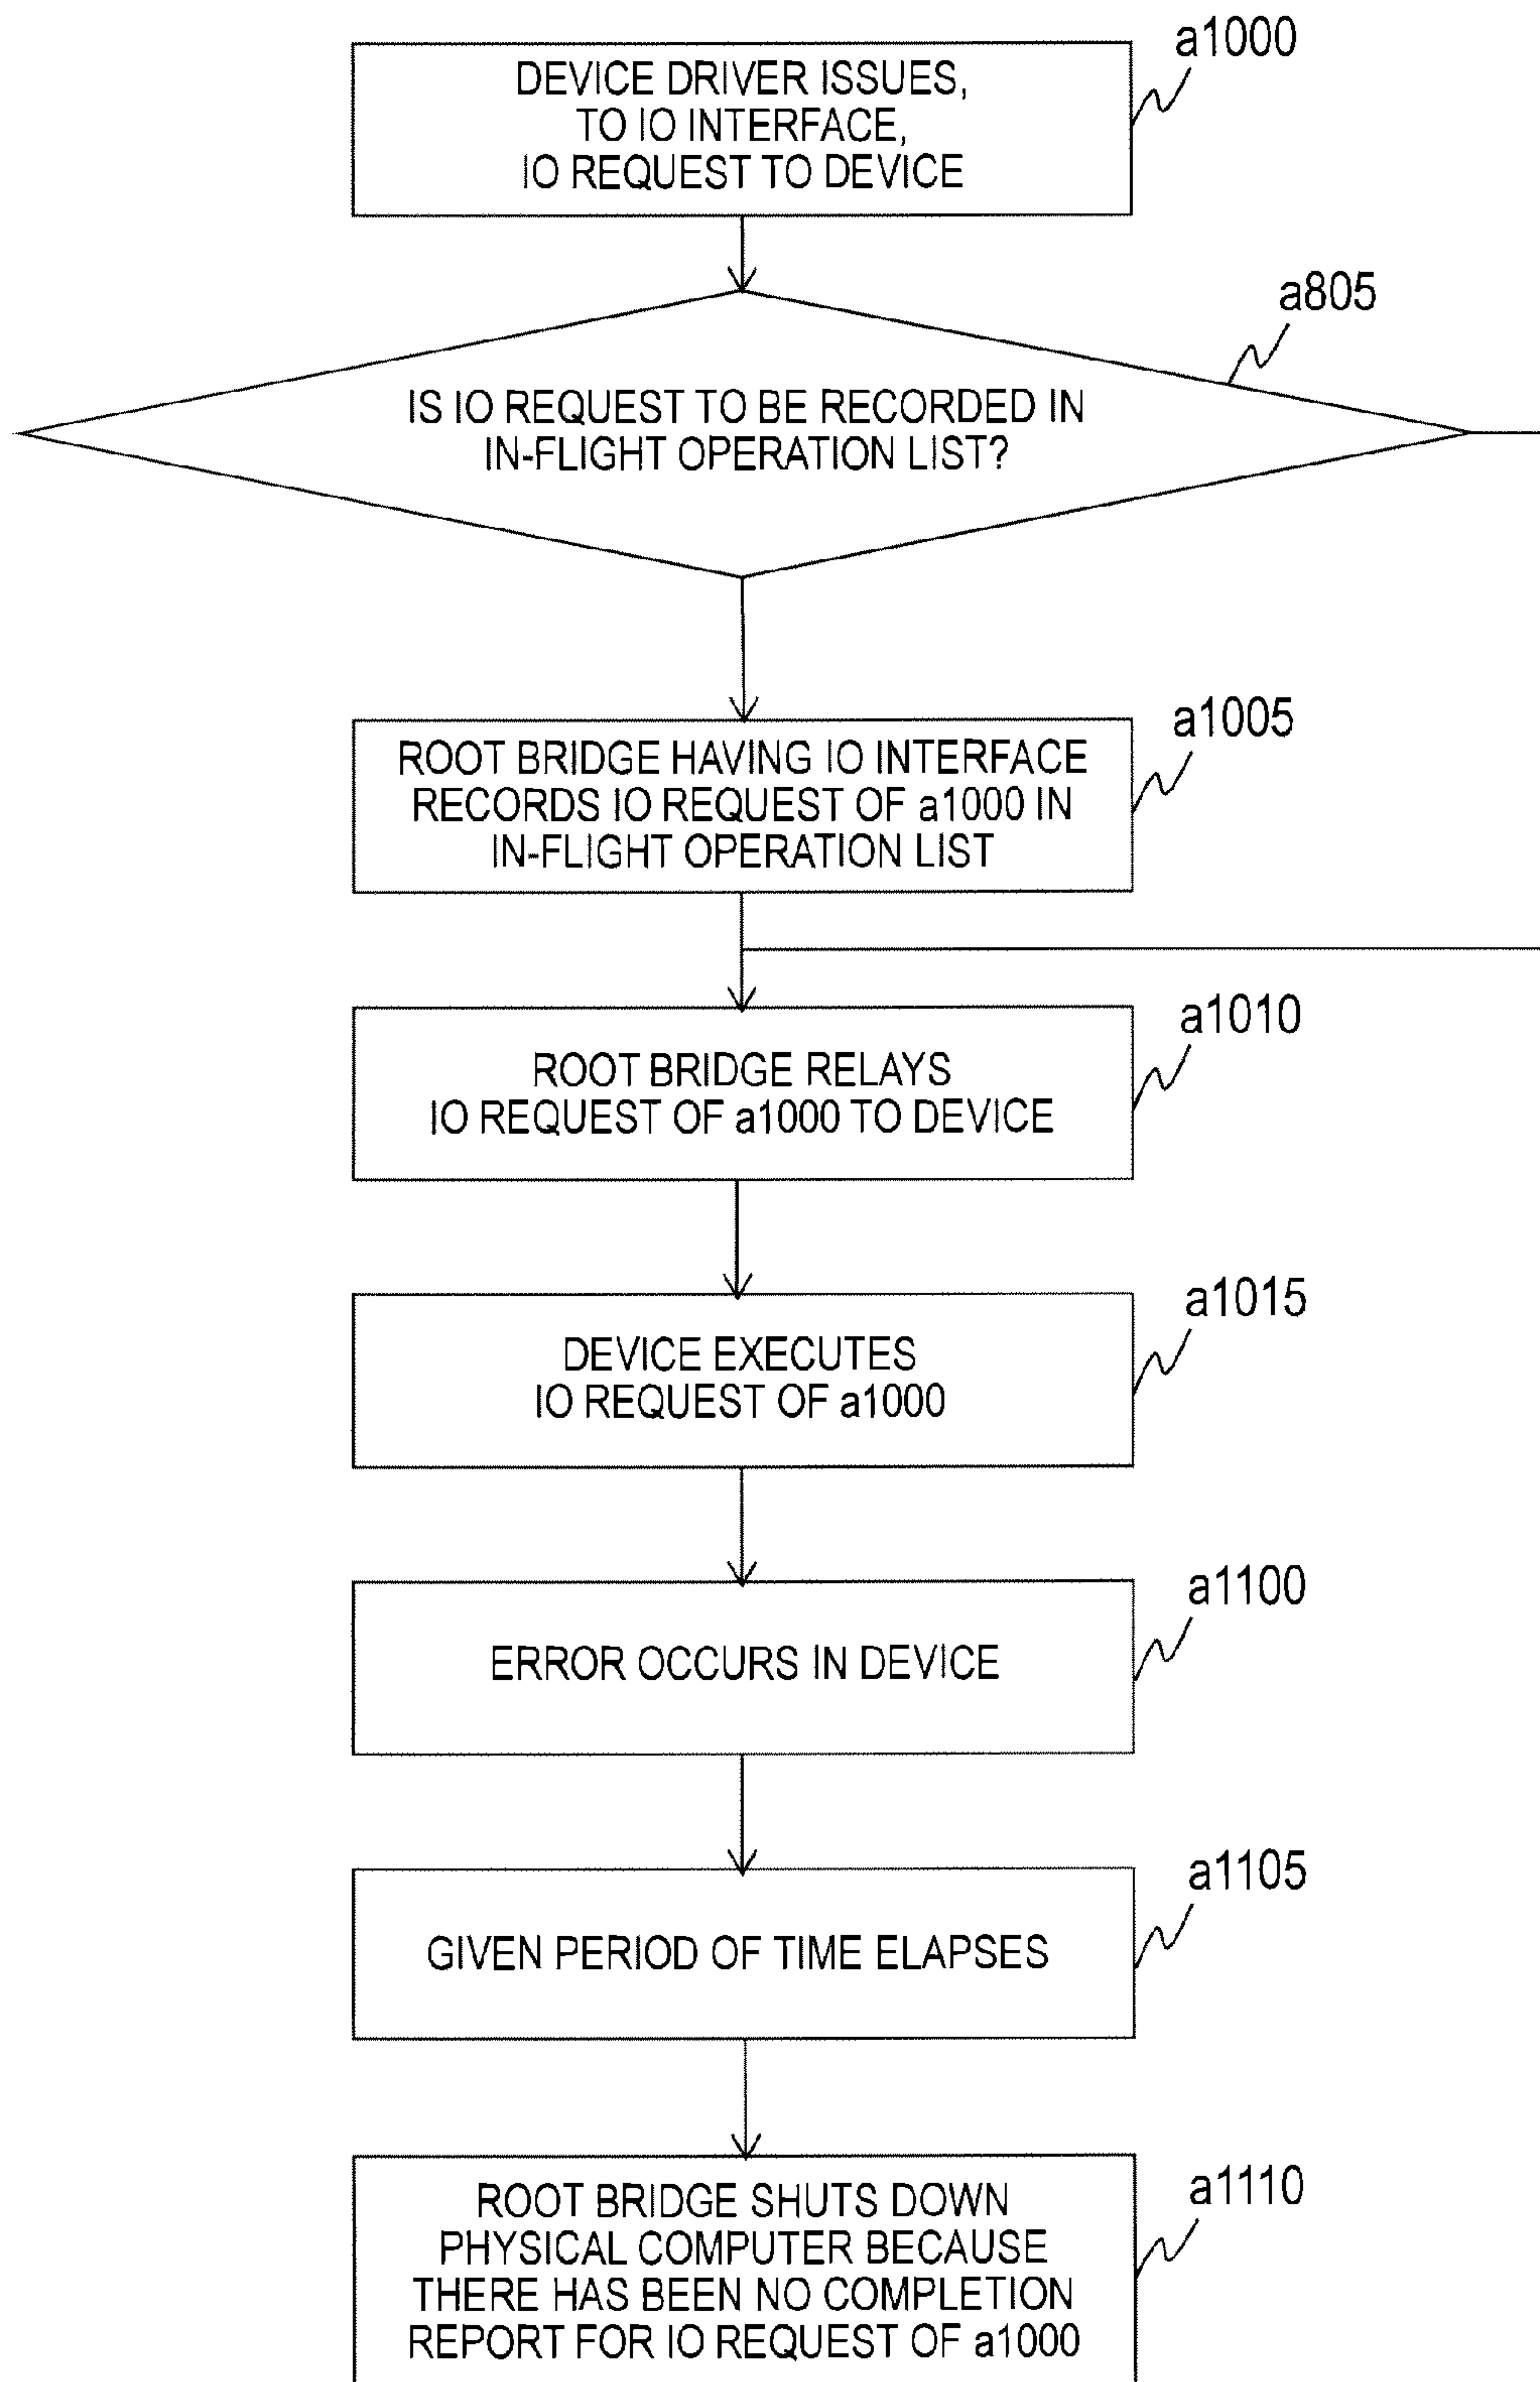 a1000
DEVICE DRIVER ISSUES,
TO IO INTERFACE,
IO REQUEST TO DEVICE
a805
IS IO REQUEST TO BE RECORDED IN
IN-FLIGHT OPERATION LIST?
a1005
ROOT BRIDGE HAVING IO INTERFACE
RECORDS IO REQUEST OF a1000 IN
IN-FLIGHT OPERATION LIST
a1010
ROOT BRIDGE RELAYS
IO REQUEST OF a1000 TO DEVICE
a1015
DEVICE EXECUTES
IO REQUEST OF a1000
a1100
ERROR OCCURS IN DEVICE
a1105
GIVEN PERIOD OF TIME ELAPSES
a1110
ROOT BRIDGE SHUTS DOWN
PHYSICAL COMPUTER BECAUSE
THERE HAS BEEN NO COMPLETION
REPORT FOR IO REQUEST OF a1000